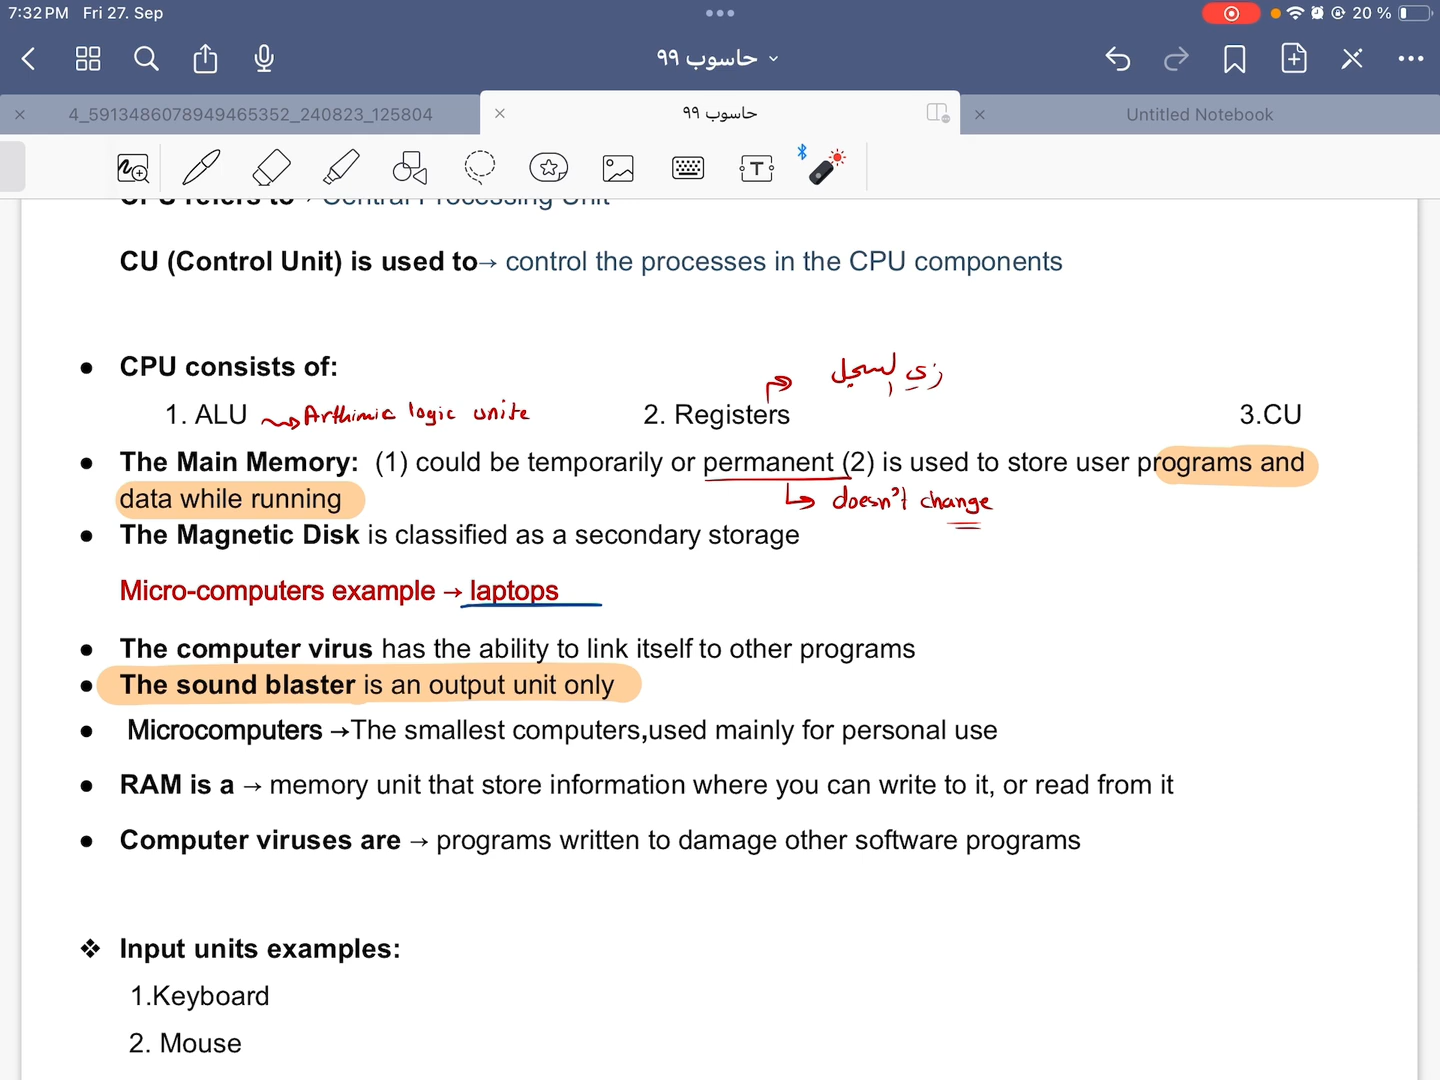 7:32 PM Fri 27. Sep
20 %
حاسوب ٩٩
4_5913486078949465352_240823_125804
حاسوب ٩٩
Untitled Notebook
CPU refers to → Central Processing Unit
CU (Control Unit) is used to→ control the processes in the CPU components
● CPU consists of:
زي السجل
1. ALU Arthimic logic unite 2. Registers 3.CU
● The Main Memory: (1) could be temporarily or permanent (2) is used to store user programs and
data while running
doesn't change
● The Magnetic Disk is classified as a secondary storage
Micro-computers example → laptops
● The computer virus has the ability to link itself to other programs
● The sound blaster is an output unit only
● Microcomputers →The smallest computers,used mainly for personal use
● RAM is a → memory unit that store information where you can write to it, or read from it
● Computer viruses are → programs written to damage other software programs
❖ Input units examples:
1.Keyboard
2. Mouse